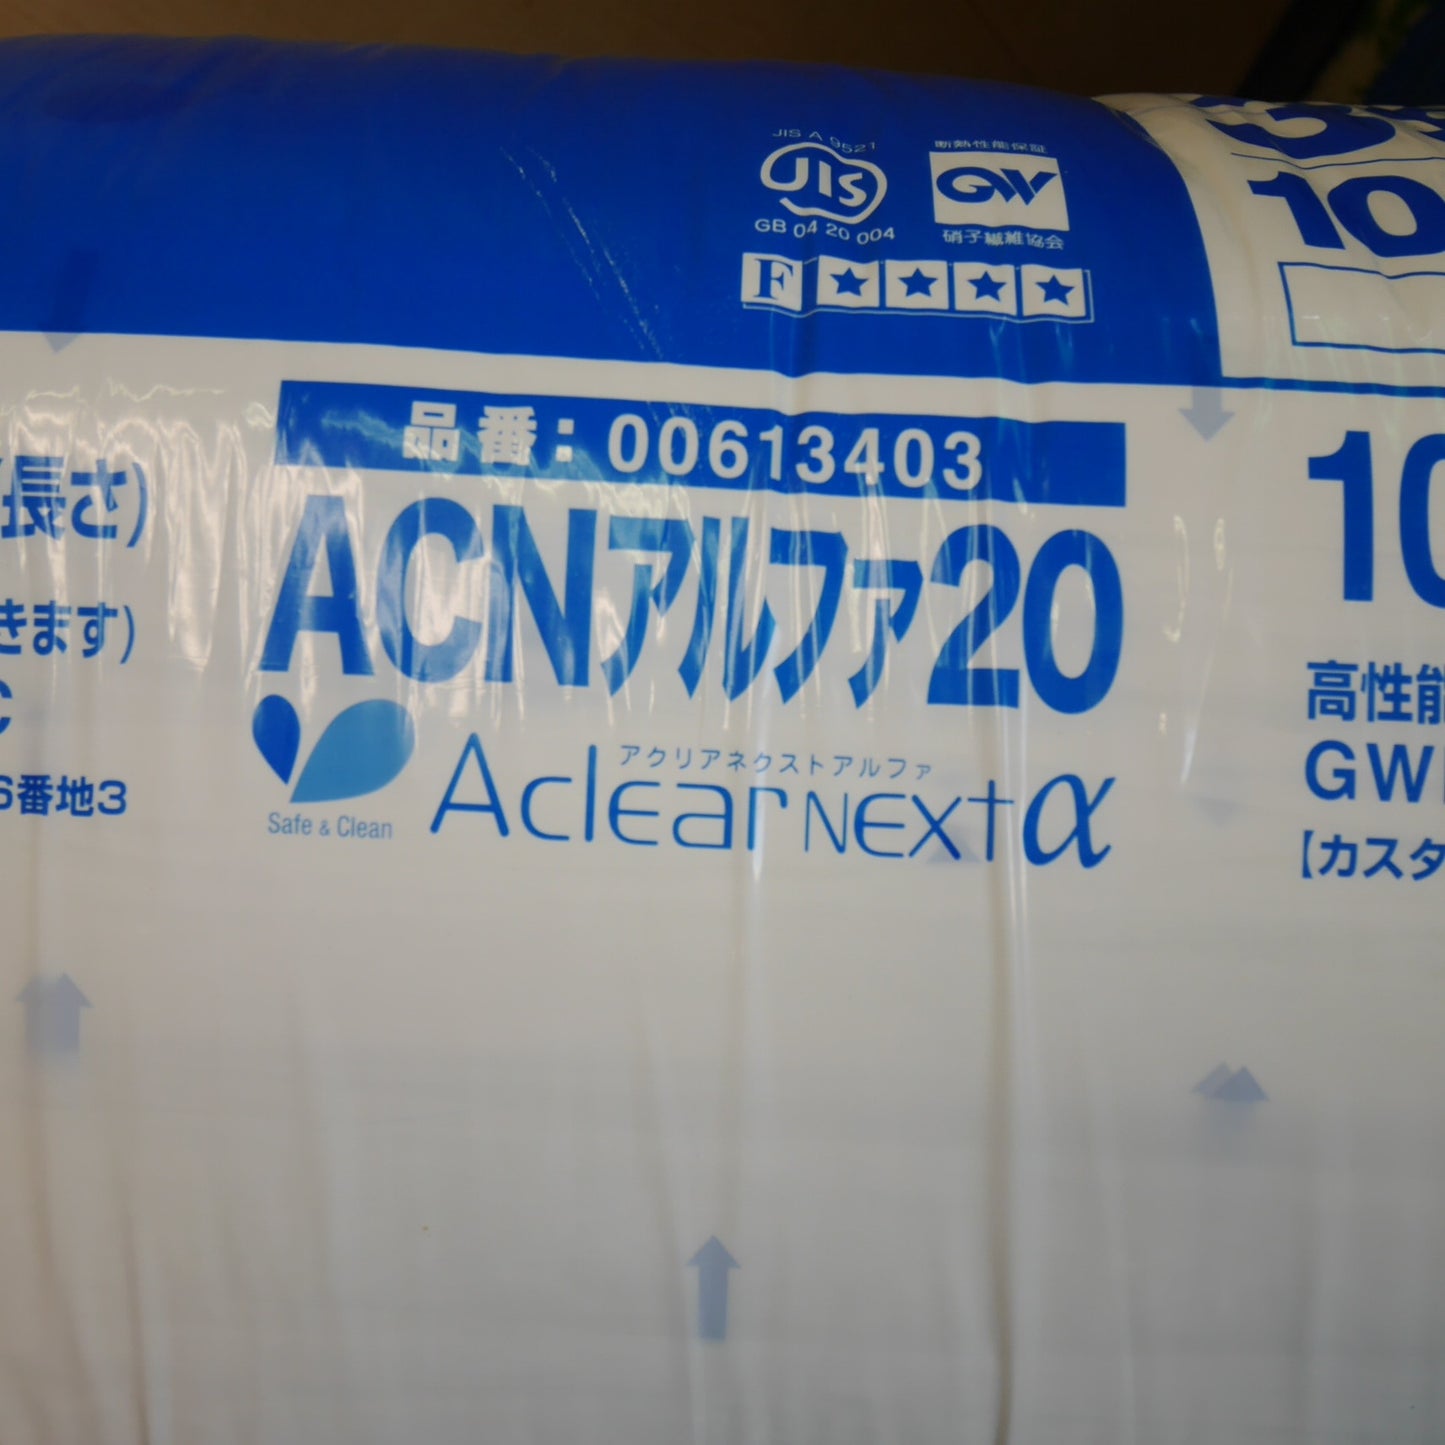 JIS A 9521
JIS
GB 04 20 004
断熱性能保証
GW
硝子繊維協会
F★★★★
10
品番：00613403
ACNアルファ20
アクリアネクストアルファ
AclearNEXTα
Safe & Clean
長さ)
きます)
C
6番地3
10
高性能
GW
【カスタ